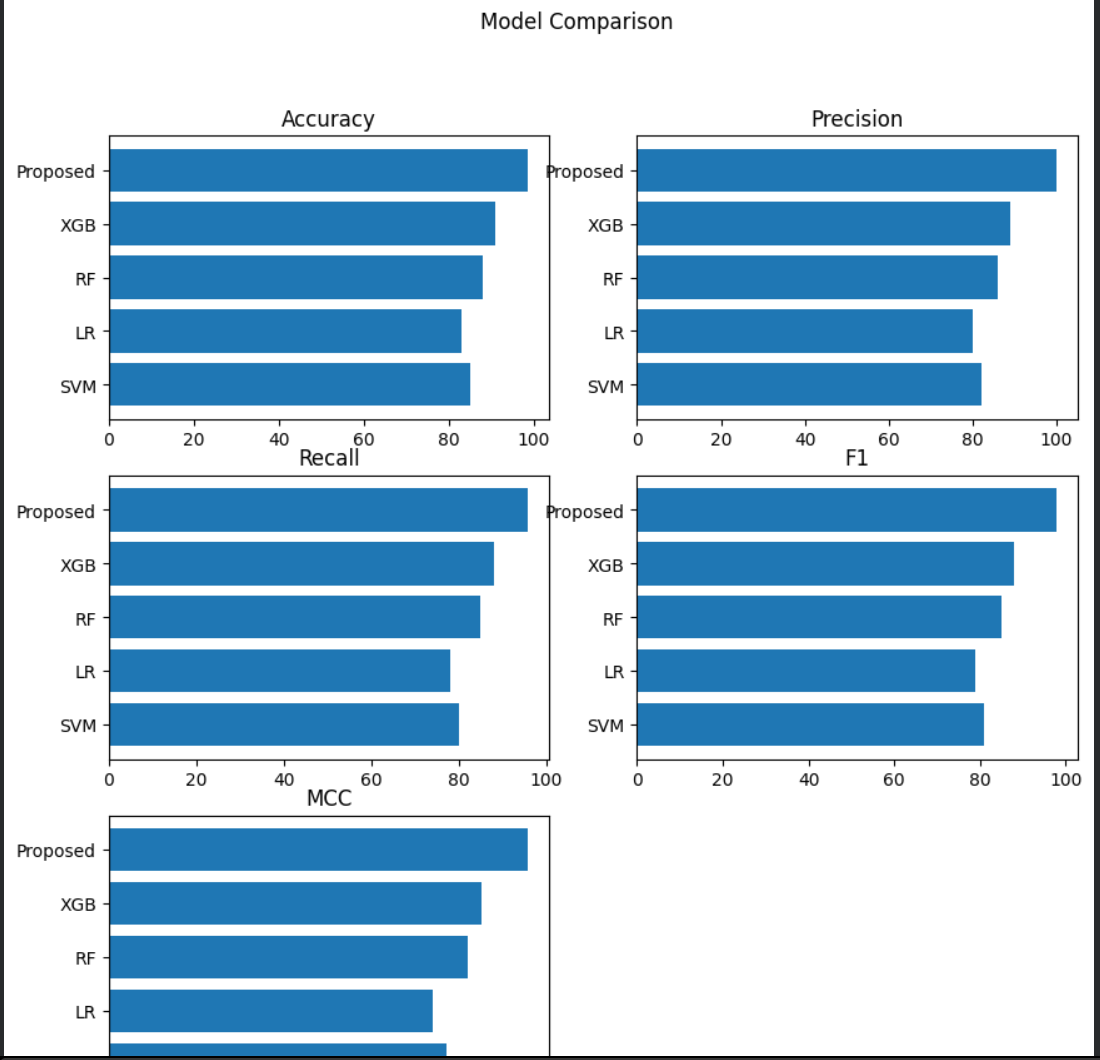 Model Comparison
Accuracy
Proposed
XGB
RF
LR
SVM
0 20 40 60 80 100
Precision
Proposed
XGB
RF
LR
SVM
0 20 40 60 80 100
Recall
Proposed
XGB
RF
LR
SVM
0 20 40 60 80 100
F1
Proposed
XGB
RF
LR
SVM
0 20 40 60 80 100
MCC
Proposed
XGB
RF
LR